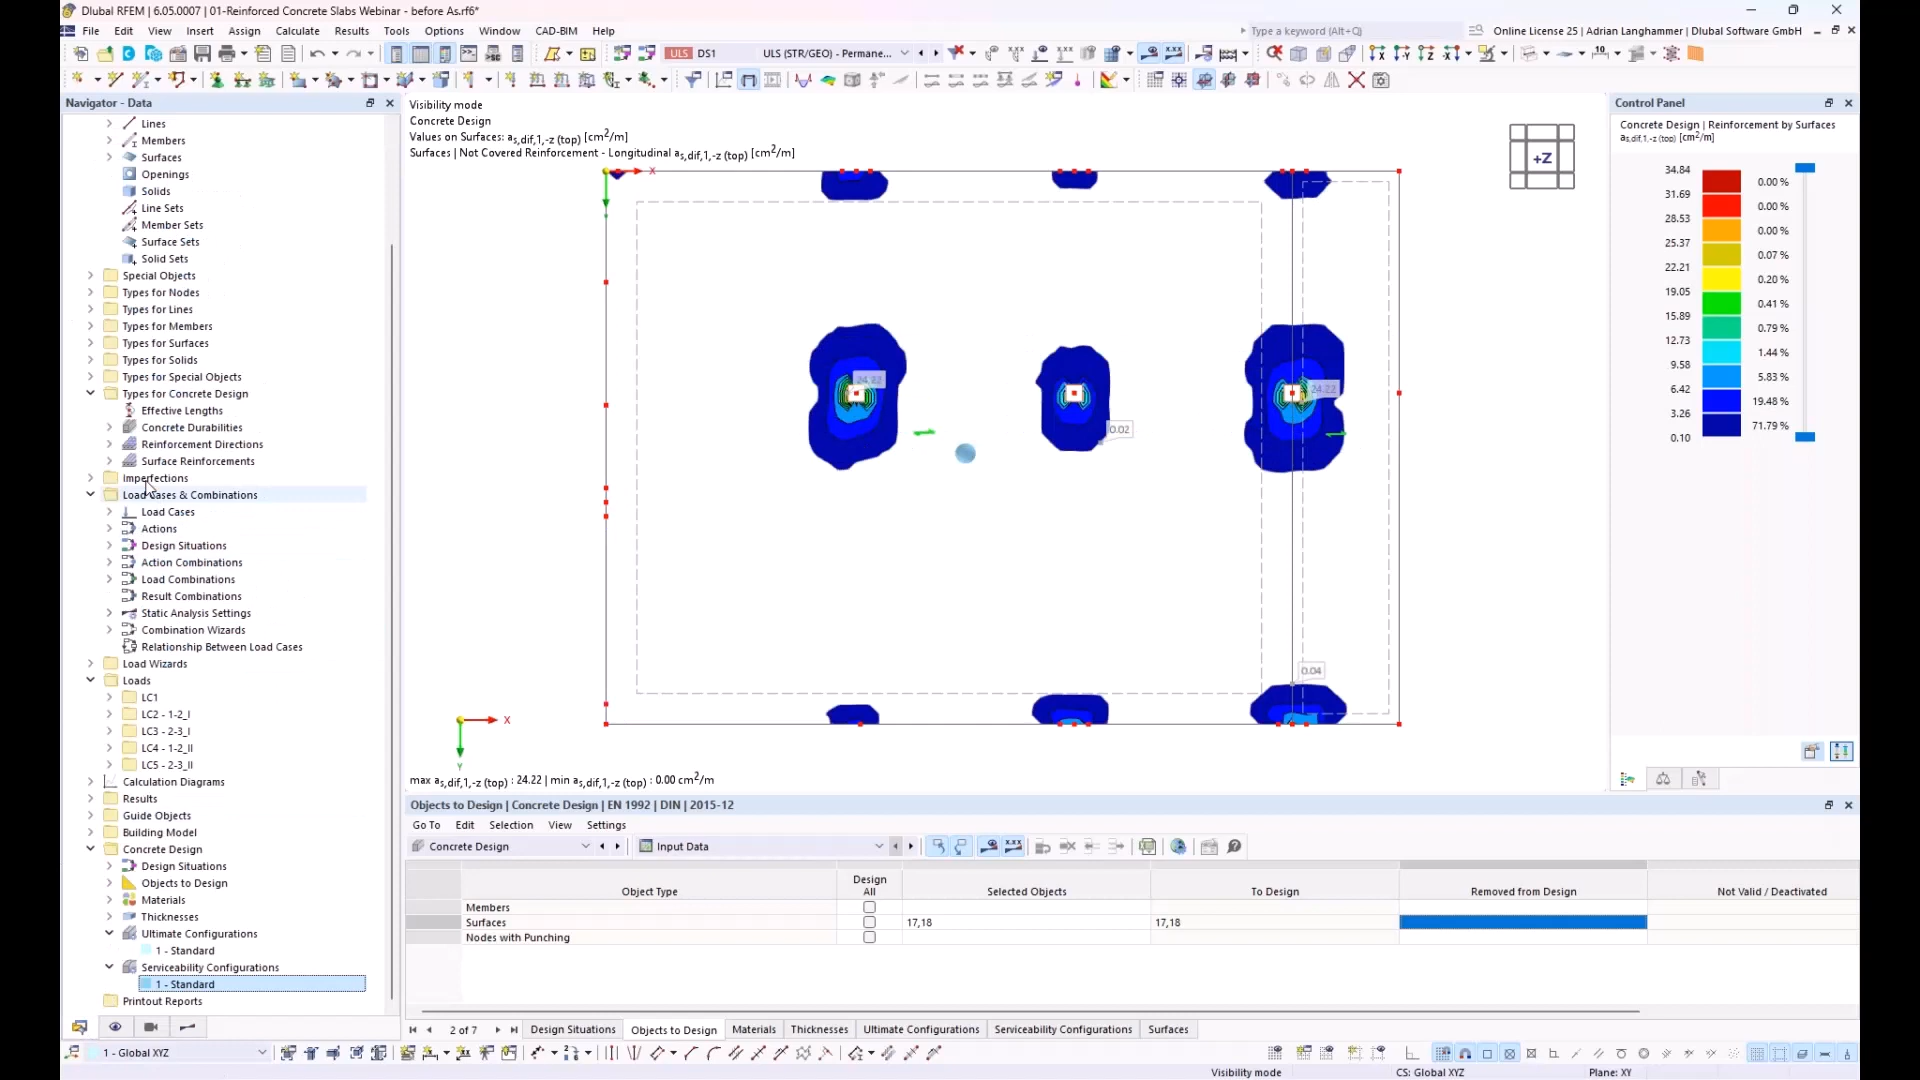 Dlubal RFEM | 6.05.0007 | 01-Reinforced Concrete Slabs Webinar - before As.rf6*
File Edit View Insert Assign Calculate Results Tools Options Window CAD-BIM Help
Type a keyword (Alt+Q)
Online License 25 | Adrian Langhammer | Dlubal Software GmbH
ULS DS1 ULS (STR/GEO) - Permane...
Navigator - Data
Lines
Members
Surfaces
Openings
Solids
Line Sets
Member Sets
Surface Sets
Solid Sets
Special Objects
Types for Nodes
Types for Lines
Types for Members
Types for Surfaces
Types for Solids
Types for Special Objects
Types for Concrete Design
Effective Lengths
Concrete Durabilities
Reinforcement Directions
Surface Reinforcements
Imperfections
Load Cases & Combinations
Load Cases
Actions
Design Situations
Action Combinations
Load Combinations
Result Combinations
Static Analysis Settings
Combination Wizards
Relationship Between Load Cases
Load Wizards
Loads
LC1
LC2 - 1-2_I
LC3 - 2-3_I
LC4 - 1-2_II
LC5 - 2-3_II
Calculation Diagrams
Results
Guide Objects
Building Model
Concrete Design
Design Situations
Objects to Design
Materials
Thicknesses
Ultimate Configurations
1 - Standard
Serviceability Configurations
1 - Standard
Printout Reports
1 - Global XYZ
Visibility mode
Concrete Design
Values on Surfaces: as,dif,1,-z (top) [cm2/m]
Surfaces | Not Covered Reinforcement - Longitudinal as,dif,1,-z (top) [cm2/m]
X
+Z
24.22
24.22
0.02
0.04
X
Y
max as,dif,1,-z (top) : 24.22 | min as,dif,1,-z (top) : 0.00 cm2/m
Control Panel
Concrete Design | Reinforcement by Surfaces
as,dif,1,-z (top) [cm2/m]
34.84
0.00 %
31.69
0.00 %
28.53
0.00 %
25.37
0.07 %
22.21
0.20 %
19.05
0.41 %
15.89
0.79 %
12.73
1.44 %
9.58
5.83 %
6.42
19.48 %
3.26
71.79 %
0.10
Objects to Design | Concrete Design | EN 1992 | DIN | 2015-12
Go To Edit Selection View Settings
Concrete Design Input Data
Object Type Design All Selected Objects To Design Removed from Design Not Valid / Deactivated
Members
Surfaces 17,18 17,18
Nodes with Punching
2 of 7 Design Situations Objects to Design Materials Thicknesses Ultimate Configurations Serviceability Configurations Surfaces
Visibility mode CS: Global XYZ Plane: XY